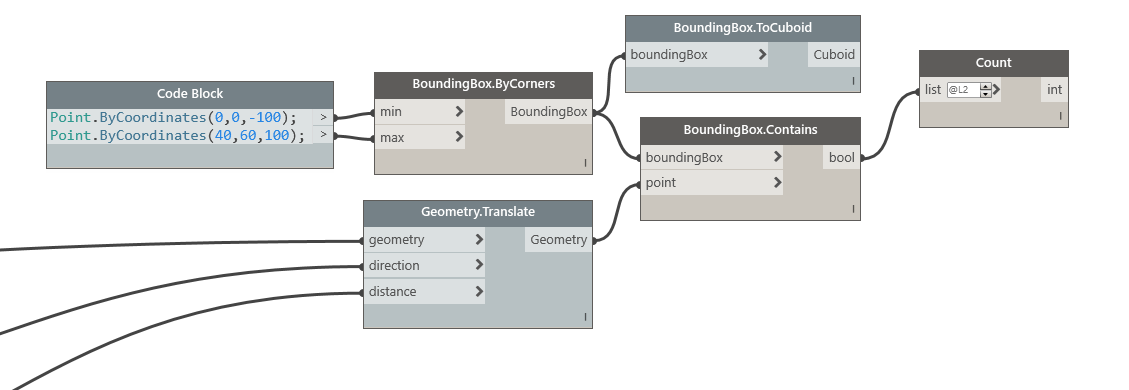 Code Block
Point.ByCoordinates(0,0,-100); >
Point.ByCoordinates(40,60,100); >
BoundingBox.ByCorners
min > BoundingBox
max >
l
BoundingBox.ToCuboid
boundingBox > Cuboid
l
BoundingBox.Contains
boundingBox > bool
point >
l
Count
list @L2 > int
l
Geometry.Translate
geometry > Geometry
direction >
distance >
l